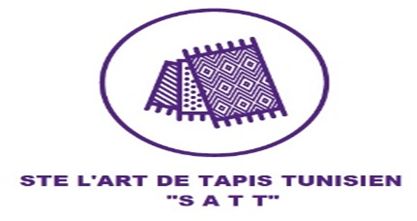 STE L'ART DE TAPIS TUNISIEN
"S A T T"